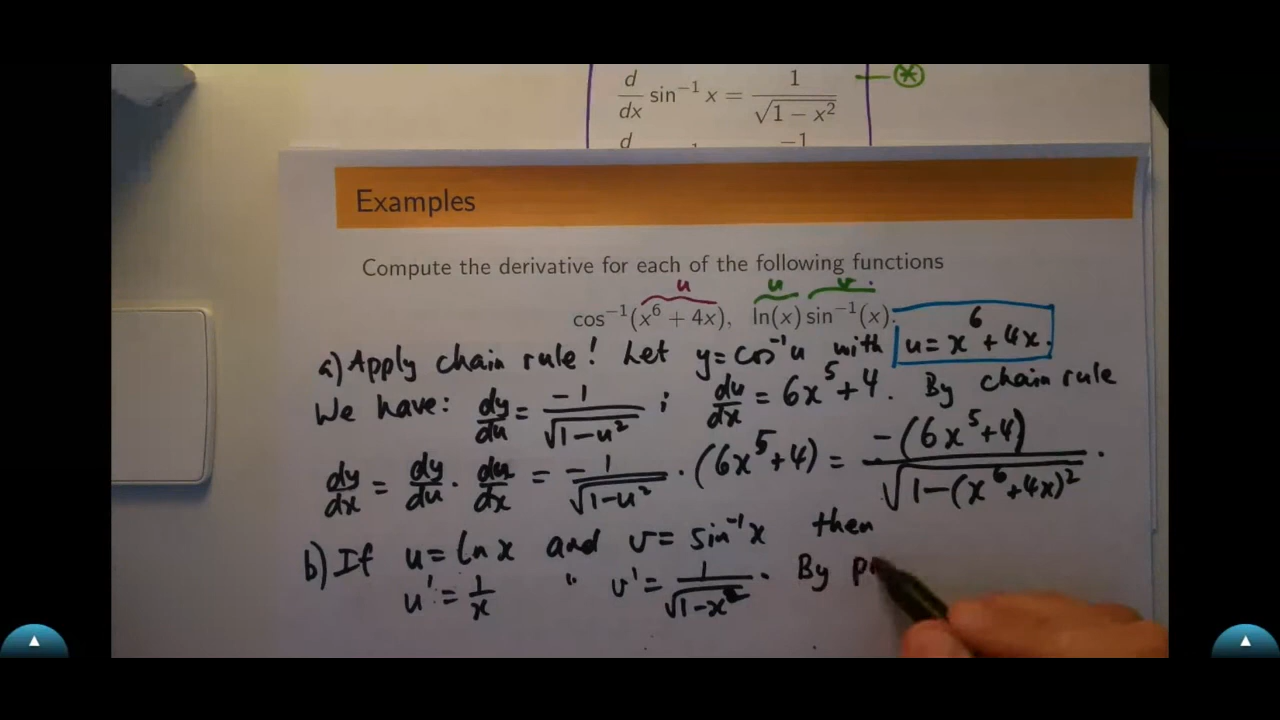 d/dx sin⁻¹ x = 1/√(1 − x²) ⊛
d −1
Examples
Compute the derivative for each of the following functions
u u v.
cos⁻¹(x⁶ + 4x), ln(x) sin⁻¹(x). u = x⁶ + 4x.
a) Apply chain rule! Let y = cos⁻¹u with
We have: dy/du = −1/√(1−u²) ; du/dx = 6x⁵+4. By chain rule
dy/dx = dy/du · du/dx = −1/√(1−u²) · (6x⁵+4) = −(6x⁵+4)/√(1−(x⁶+4x)²).
b) If u = ln x and v = sin⁻¹x then
u' = 1/x " v' = 1/√(1−x²). By